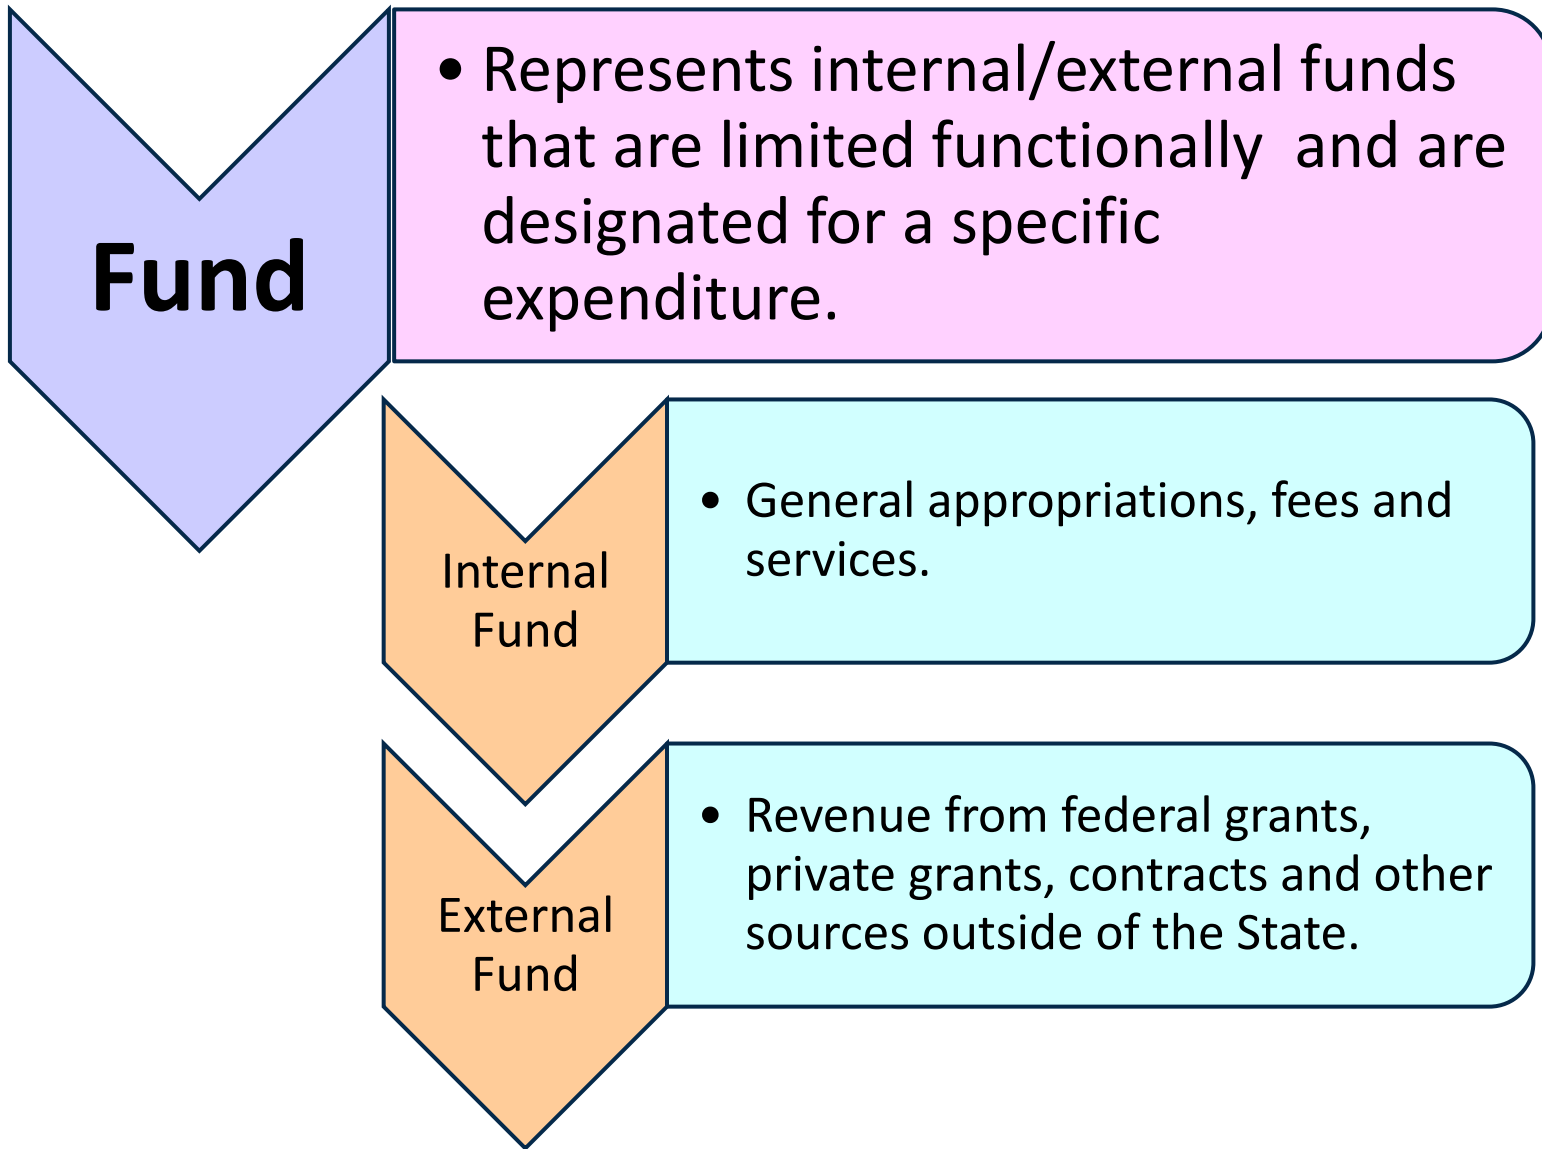 Fund
• Represents internal/external funds
that are limited functionally  and are
designated for a specific
expenditure.
Internal
Fund
• General appropriations, fees and
services.
External
Fund
• Revenue from federal grants,
private grants, contracts and other
sources outside of the State.